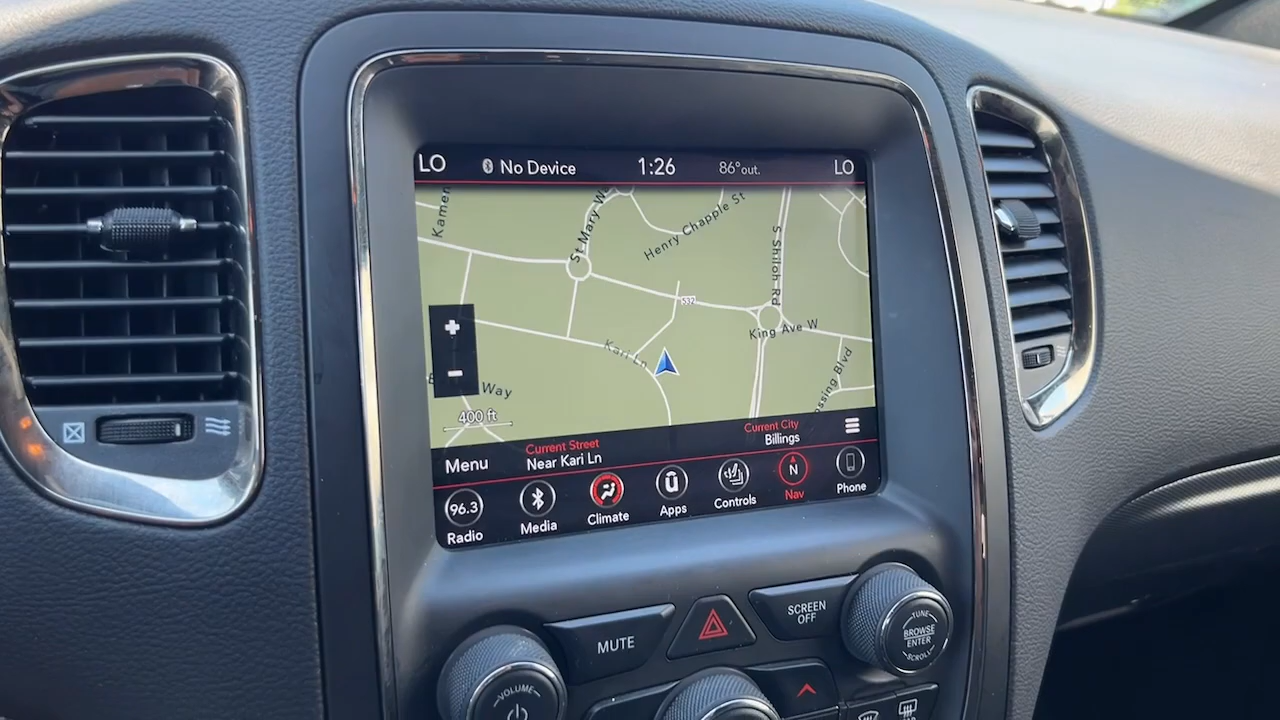 LO No Device 1:26 86°out. LO
Kamen
St Mary W
Henry Chapple St
S Shiloh Rd
532
King Ave W
Kari Ln
Way
ossing Blvd
400 ft
Menu
Current Street
Near Kari Ln
Current City
Billings
96.3
N
Radio Media Climate Apps Controls Nav Phone
MUTE
SCREEN
OFF
TUNE
BROWSE
ENTER
SCROLL
VOLUME